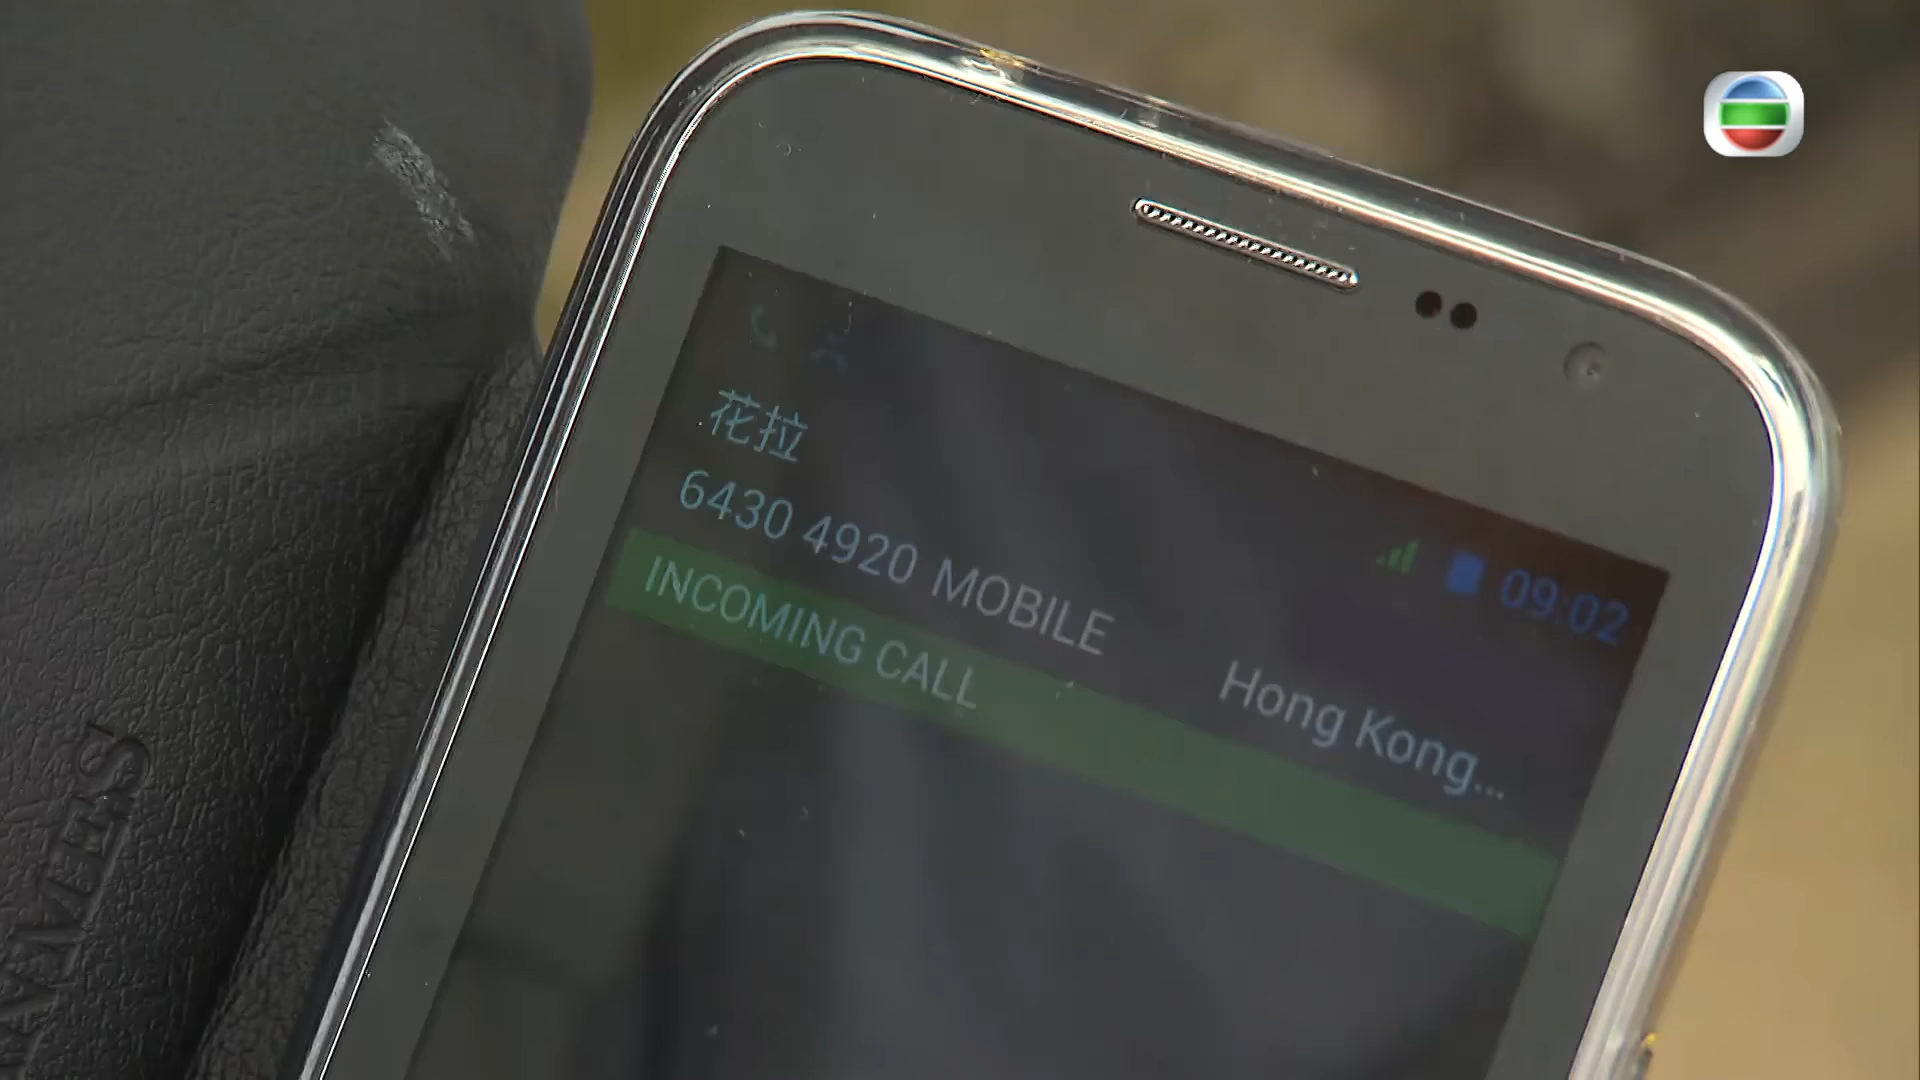 09:02
花拉
6430 4920 MOBILE
Hong Kong...
INCOMING CALL